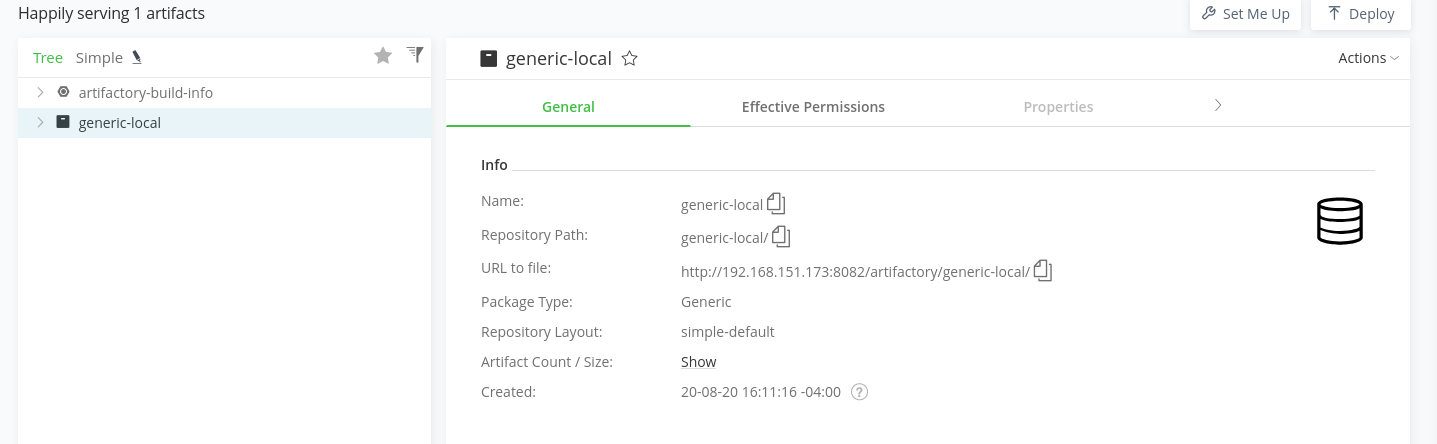 Happily serving 1 artifacts
Set Me Up
Deploy
Tree Simple
artifactory-build-info
generic-local
generic-local
Actions
General Effective Permissions Properties
Info
Name: generic-local
Repository Path: generic-local/
URL to file: http://192.168.151.173:8082/artifactory/generic-local/
Package Type: Generic
Repository Layout: simple-default
Artifact Count / Size: Show
Created: 20-08-20 16:11:16 -04:00 ?